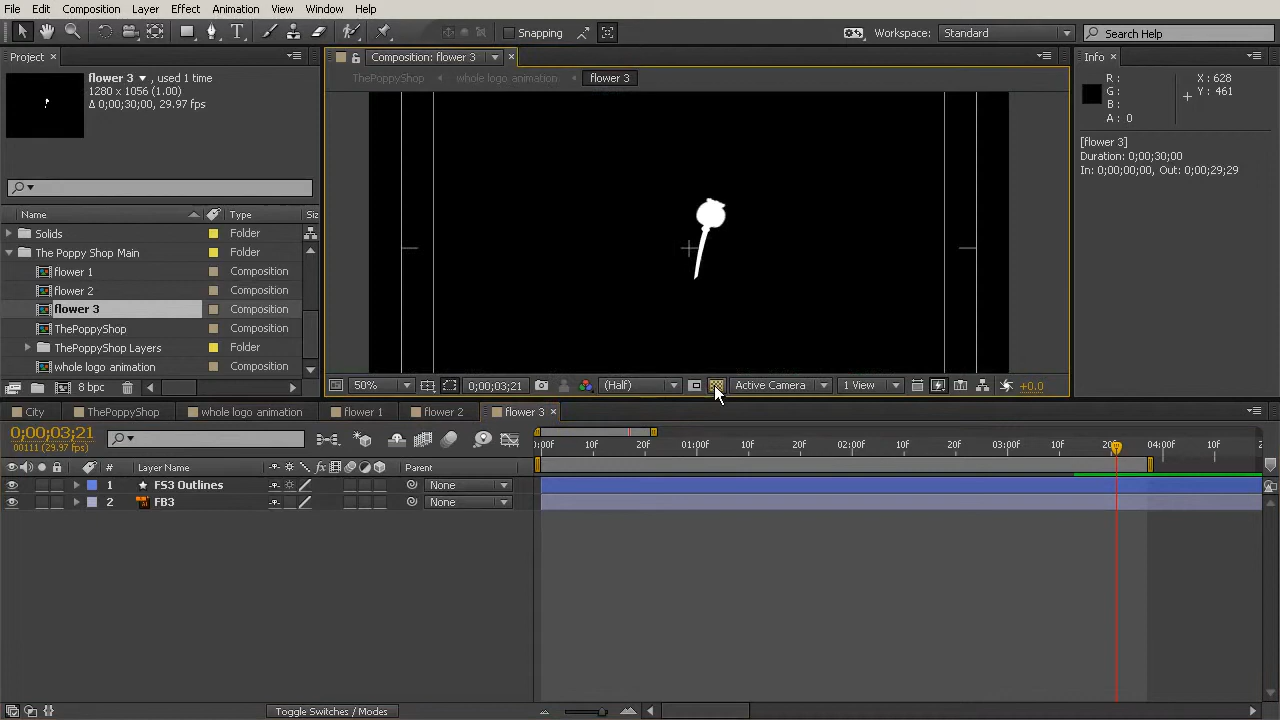 File Edit Composition Layer Effect Animation View Window Help
Snapping Workspace: Standard Search Help
Project Composition: flower 3 Info
flower 3 , used 1 time
1280 x 1056 (1.00)
Δ 0;00;30;00, 29.97 fps
ThePoppyShop whole logo animation flower 3
R : X : 628
G : Y : 461
B :
A : 0
[flower 3]
Duration: 0;00;30;00
In: 0;00;00;00, Out: 0;00;29;29
Name Type Siz
Solids Folder
The Poppy Shop Main Folder
flower 1 Composition
flower 2 Composition
flower 3 Composition
ThePoppyShop Composition
ThePoppyShop Layers Folder
whole logo animation Composition
8 bpc
50% 0;00;03;21 (Half) Active Camera 1 View +0.0
City ThePoppyShop whole logo animation flower 1 flower 2 flower 3
0;00;03;21
00111 (29.97 fps)
):00F 10F 20F 01:00F 10F 20F 02:00F 10F 20F 03:00F 10F 20F 04:00F 10F
# Layer Name fx Parent
1 FS3 Outlines None
2 FB3 None
Toggle Switches / Modes